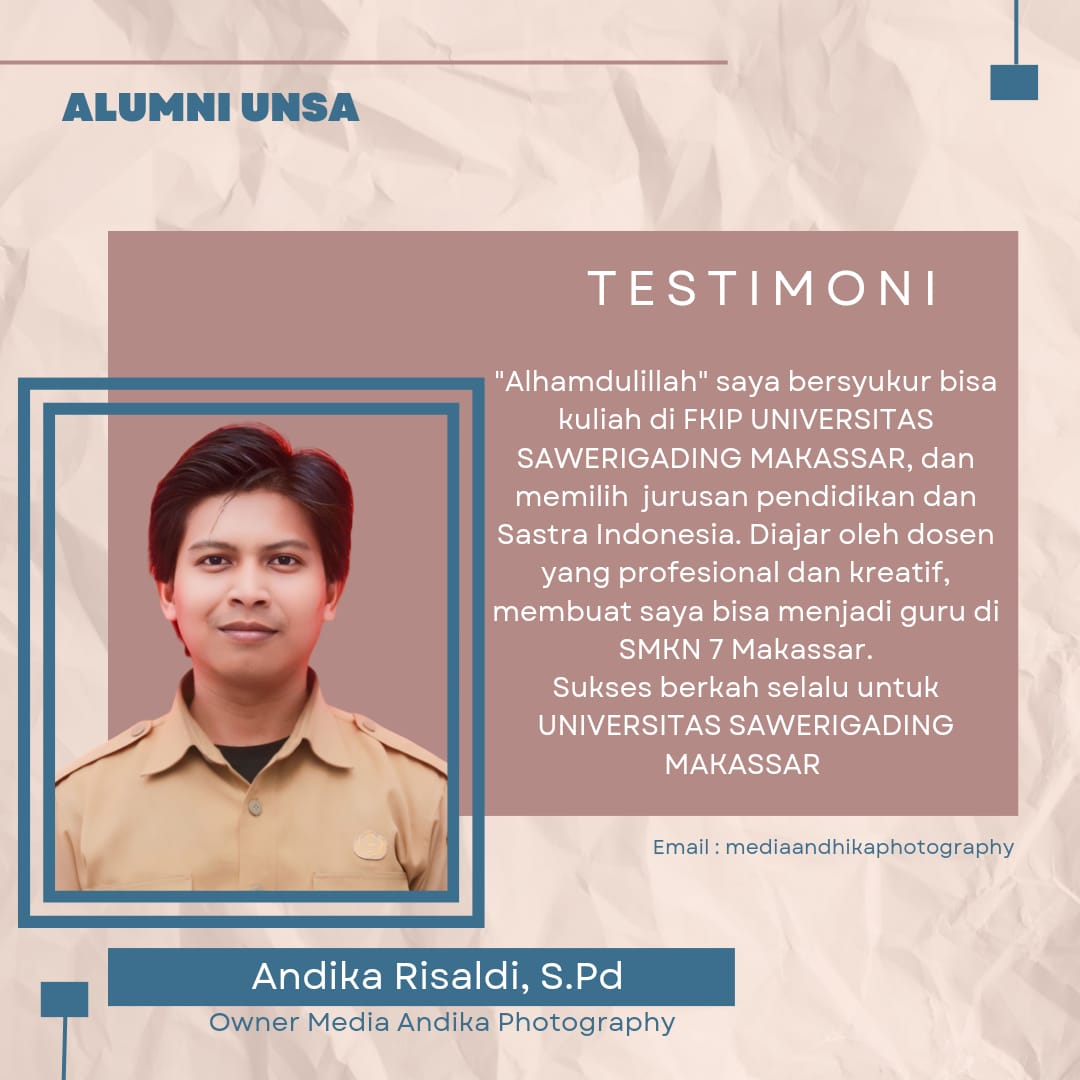 ALUMNI UNSA
TESTIMONI
"Alhamdulillah" saya bersyukur bisa
kuliah di FKIP UNIVERSITAS
SAWERIGADING MAKASSAR, dan
memilih  jurusan pendidikan dan
Sastra Indonesia. Diajar oleh dosen
yang profesional dan kreatif,
membuat saya bisa menjadi guru di
SMKN 7 Makassar.
Sukses berkah selalu untuk
UNIVERSITAS SAWERIGADING
MAKASSAR
Email : mediaandhikaphotography
Andika Risaldi, S.Pd
Owner Media Andika Photography